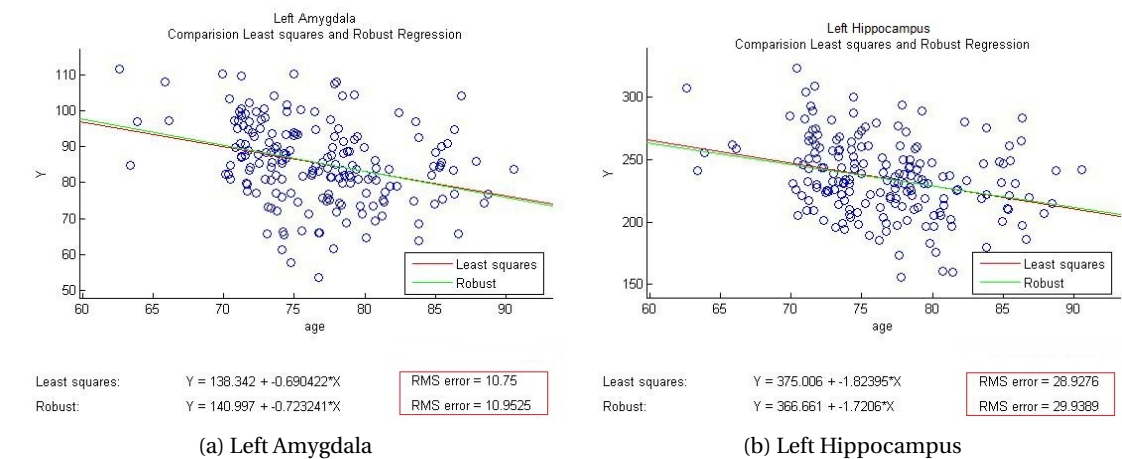 Left Amygdala
Comparision Least squares and Robust Regression
110
100
90
80
70
60
50
Y
60 65 70 75 80 85 90
age
Least squares
Robust
Least squares: Y = 138.342 + -0.690422*X RMS error = 10.75
Robust: Y = 140.997 + -0.723241*X RMS error = 10.9525
(a) Left Amygdala
Left Hippocampus
Comparision Least squares and Robust Regression
300
250
200
150
Y
60 65 70 75 80 85 90
age
Least squares
Robust
Least squares: Y = 375.006 + -1.82395*X RMS error = 28.9276
Robust: Y = 366.661 + -1.7206*X RMS error = 29.9389
(b) Left Hippocampus